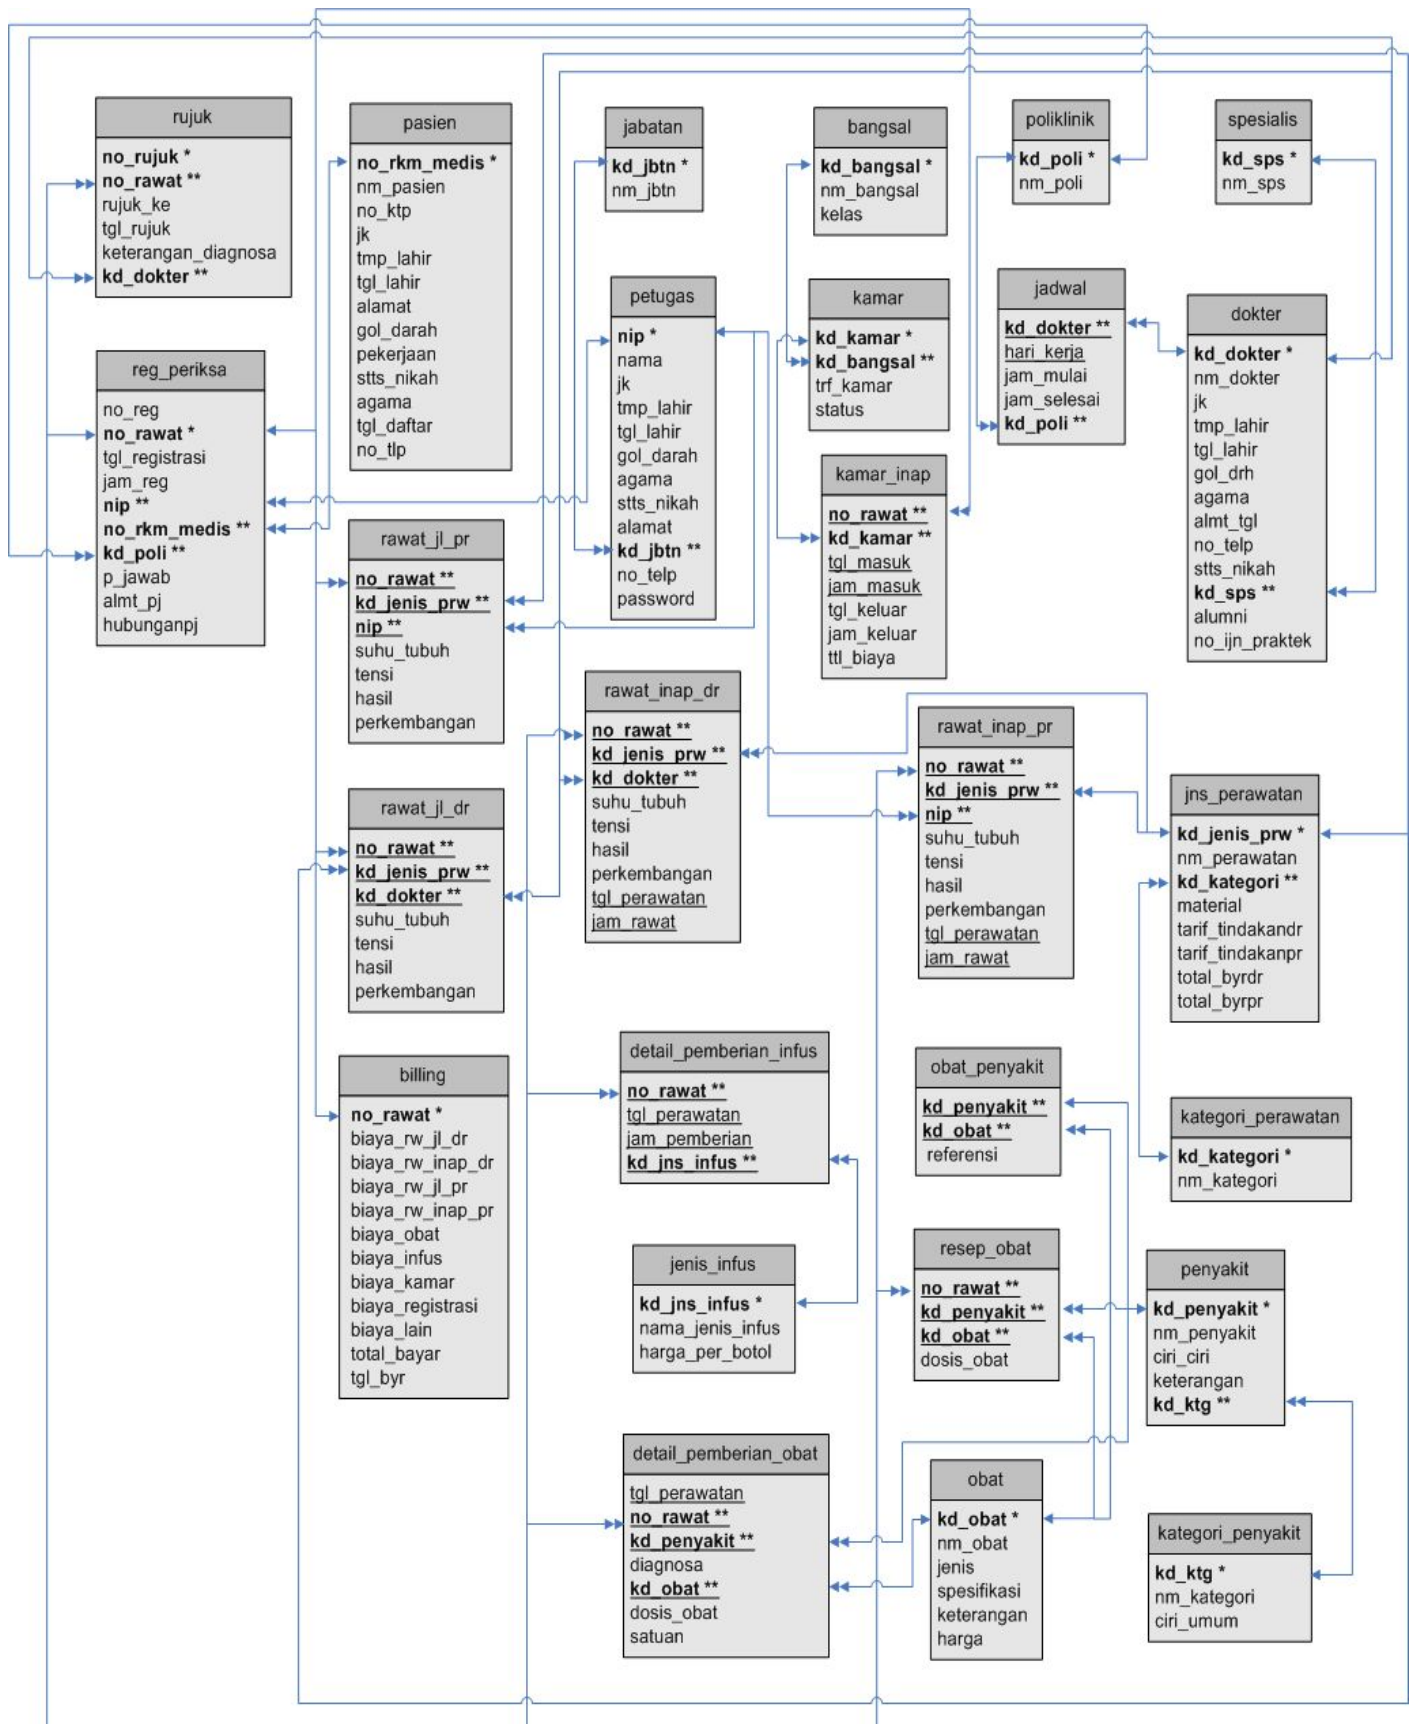 rujuk
no_rujuk *
no_rawat **
rujuk_ke
tgl_rujuk
keterangan_diagnosa
kd_dokter **
pasien
no_rkm_medis *
nm_pasien
no_ktp
jk
tmp_lahir
tgl_lahir
alamat
gol_darah
pekerjaan
stts_nikah
agama
tgl_daftar
no_tlp
jabatan
kd_jbtn *
nm_jbtn
bangsal
kd_bangsal *
nm_bangsal
kelas
poliklinik
kd_poli *
nm_poli
spesialis
kd_sps *
nm_sps
reg_periksa
no_reg
no_rawat *
tgl_registrasi
jam_reg
nip **
no_rkm_medis **
kd_poli **
p_jawab
almt_pj
hubunganpj
petugas
nip *
nama
jk
tmp_lahir
tgl_lahir
gol_darah
agama
stts_nikah
alamat
kd_jbtn **
no_telp
password
kamar
kd_kamar *
kd_bangsal **
trf_kamar
status
jadwal
kd_dokter **
hari_kerja
jam_mulai
jam_selesai
kd_poli **
dokter
kd_dokter *
nm_dokter
jk
tmp_lahir
tgl_lahir
gol_drh
agama
almt_tgl
no_telp
stts_nikah
kd_sps **
alumni
no_ijn_praktek
kamar_inap
no_rawat **
kd_kamar **
tgl_masuk
jam_masuk
tgl_keluar
jam_keluar
ttl_biaya
rawat_jl_pr
no_rawat **
kd_jenis_prw **
nip **
suhu_tubuh
tensi
hasil
perkembangan
rawat_inap_dr
no_rawat **
kd_jenis_prw **
kd_dokter **
suhu_tubuh
tensi
hasil
perkembangan
tgl_perawatan
jam_rawat
rawat_inap_pr
no_rawat **
kd_jenis_prw **
nip **
suhu_tubuh
tensi
hasil
perkembangan
tgl_perawatan
jam_rawat
jns_perawatan
kd_jenis_prw *
nm_perawatan
kd_kategori **
material
tarif_tindakandr
tarif_tindakanpr
total_byrdr
total_byrpr
rawat_jl_dr
no_rawat **
kd_jenis_prw **
kd_dokter **
suhu_tubuh
tensi
hasil
perkembangan
billing
no_rawat *
biaya_rw_jl_dr
biaya_rw_inap_dr
biaya_rw_jl_pr
biaya_rw_inap_pr
biaya_obat
biaya_infus
biaya_kamar
biaya_registrasi
biaya_lain
total_bayar
tgl_byr
detail_pemberian_infus
no_rawat **
tgl_perawatan
jam_pemberian
kd_jns_infus **
obat_penyakit
kd_penyakit **
kd_obat **
referensi
kategori_perawatan
kd_kategori *
nm_kategori
jenis_infus
kd_jns_infus *
nama_jenis_infus
harga_per_botol
resep_obat
no_rawat **
kd_penyakit **
kd_obat **
dosis_obat
penyakit
kd_penyakit *
nm_penyakit
ciri_ciri
keterangan
kd_ktg **
detail_pemberian_obat
tgl_perawatan
no_rawat **
kd_penyakit **
diagnosa
kd_obat **
dosis_obat
satuan
obat
kd_obat *
nm_obat
jenis
spesifikasi
keterangan
harga
kategori_penyakit
kd_ktg *
nm_kategori
ciri_umum